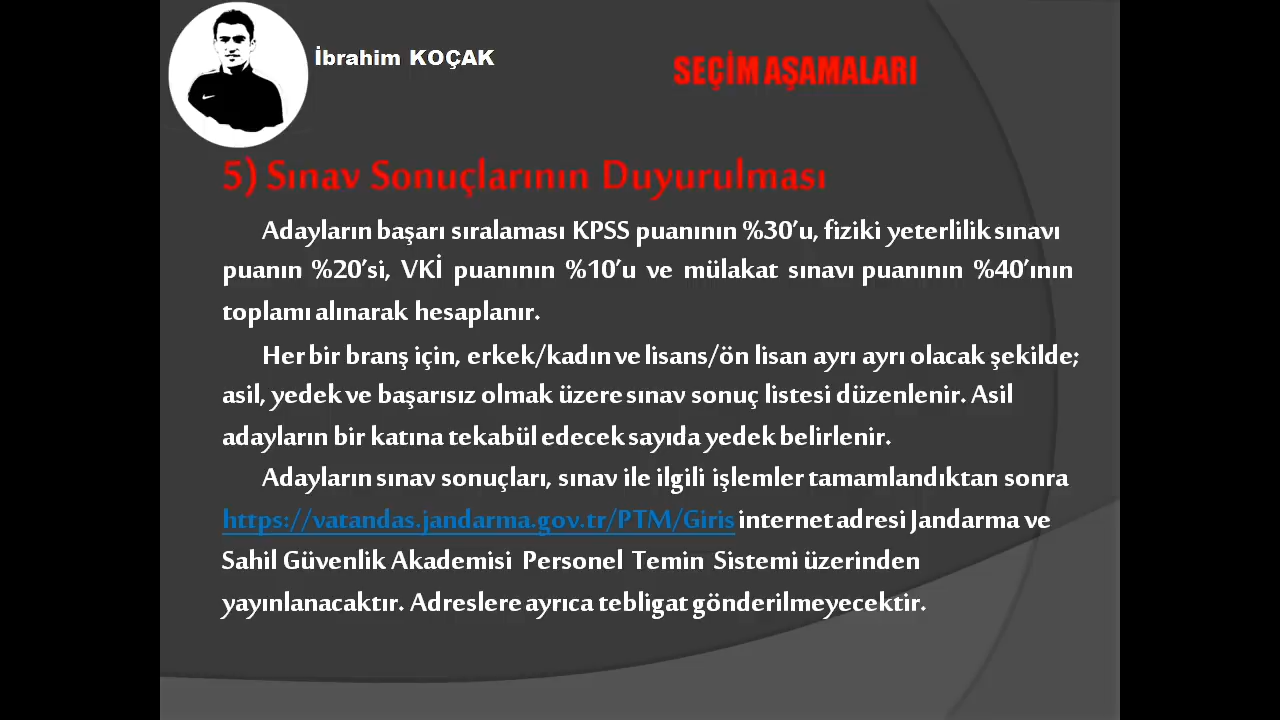 İbrahim KOÇAK
SEÇİM AŞAMALARI
5) Sınav Sonuçlarının Duyurulması
Adayların başarı sıralaması KPSS puanının %30’u, fiziki yeterlilik sınavı
puanın %20’si, VKİ puanının %10’u ve mülakat sınavı puanının %40’ının
toplamı alınarak hesaplanır.
Her bir branş için, erkek/kadın ve lisans/ön lisan ayrı ayrı olacak şekilde;
asil, yedek ve başarısız olmak üzere sınav sonuç listesi düzenlenir. Asil
adayların bir katına tekabül edecek sayıda yedek belirlenir.
Adayların sınav sonuçları, sınav ile ilgili işlemler tamamlandıktan sonra
https://vatandas.jandarma.gov.tr/PTM/Giris internet adresi Jandarma ve
Sahil Güvenlik Akademisi Personel Temin Sistemi üzerinden
yayınlanacaktır. Adreslere ayrıca tebligat gönderilmeyecektir.